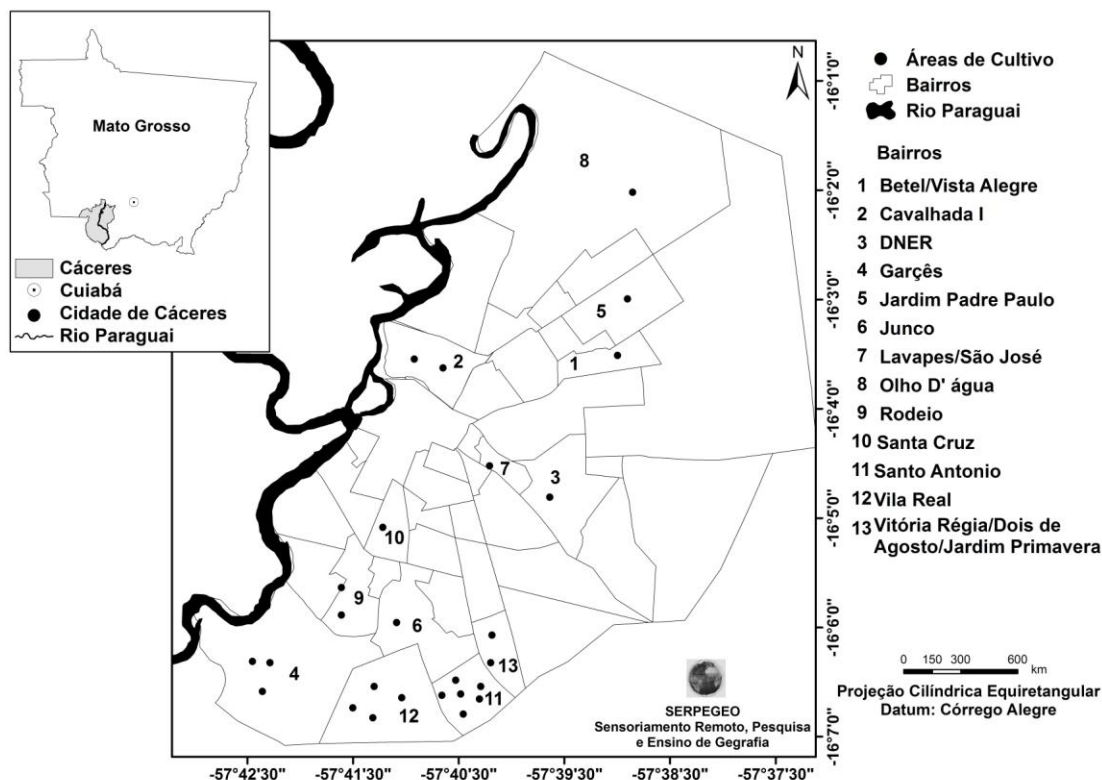 Mato Grosso
Cáceres
Cuiabá
Cidade de Cáceres
Rio Paraguai
N
8
5
2
1
7
3
10
9
6
4
13
11
12
-16°1'0"
-16°2'0"
-16°3'0"
-16°4'0"
-16°5'0"
-16°6'0"
-16°7'0"
-57°42'30"
-57°41'30"
-57°40'30"
-57°39'30"
-57°38'30"
-57°37'30"
SERPEGEO
Sensoriamento Remoto, Pesquisa
e Ensino de Gegrafia
Áreas de Cultivo
Bairros
Rio Paraguai
Bairros
1 Betel/Vista Alegre
2 Cavalhada I
3 DNER
4 Garçês
5 Jardim Padre Paulo
6 Junco
7 Lavapes/São José
8 Olho D' água
9 Rodeio
10 Santa Cruz
11 Santo Antonio
12 Vila Real
13 Vitória Régia/Dois de
Agosto/Jardim Primavera
0 150 300 600
km
Projeção Cilíndrica Equiretangular
Datum: Córrego Alegre